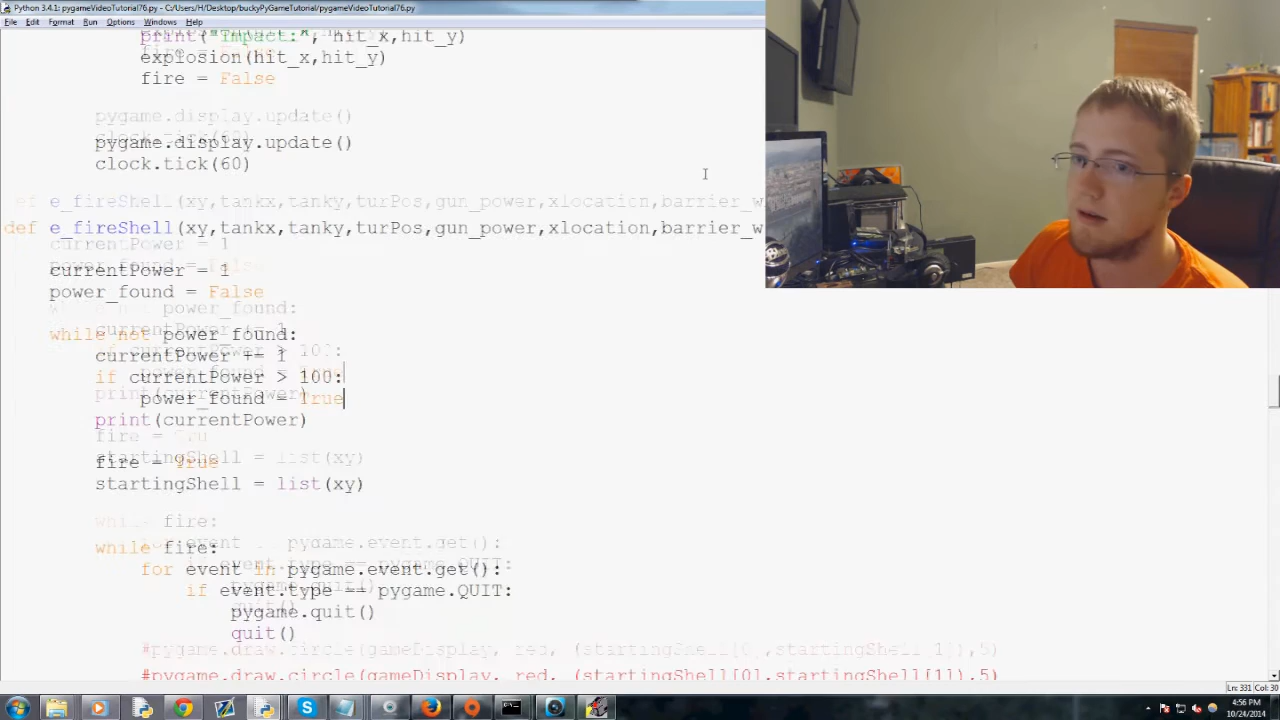 Python 3.4.1: pygameVideoTutorial76.py - C:/Users/H/Desktop/buckyPyGameTutorial/pygameVideoTutorial76.py
File Edit Format Run Options Windows Help
print("impact:", hit_x,hit_y)
explosion(hit_x,hit_y)
fire = False
pygame.display.update()
clock.tick(60)
def e_fireShell(xy,tankx,tanky,turPos,gun_power,xlocation,barrier_w
currentPower = 1
power_found = False
while not power_found:
currentPower += 1
if currentPower > 100:
power_found = True
print(currentPower)
fire = True
startingShell = list(xy)
while fire:
for event in pygame.event.get():
if event.type == pygame.QUIT:
pygame.quit()
quit()
#pygame.draw.circle(gameDisplay, red, (startingShell[0],startingShell[1]),5)
Ln: 331 Col: 30
4:56 PM
10/24/2014